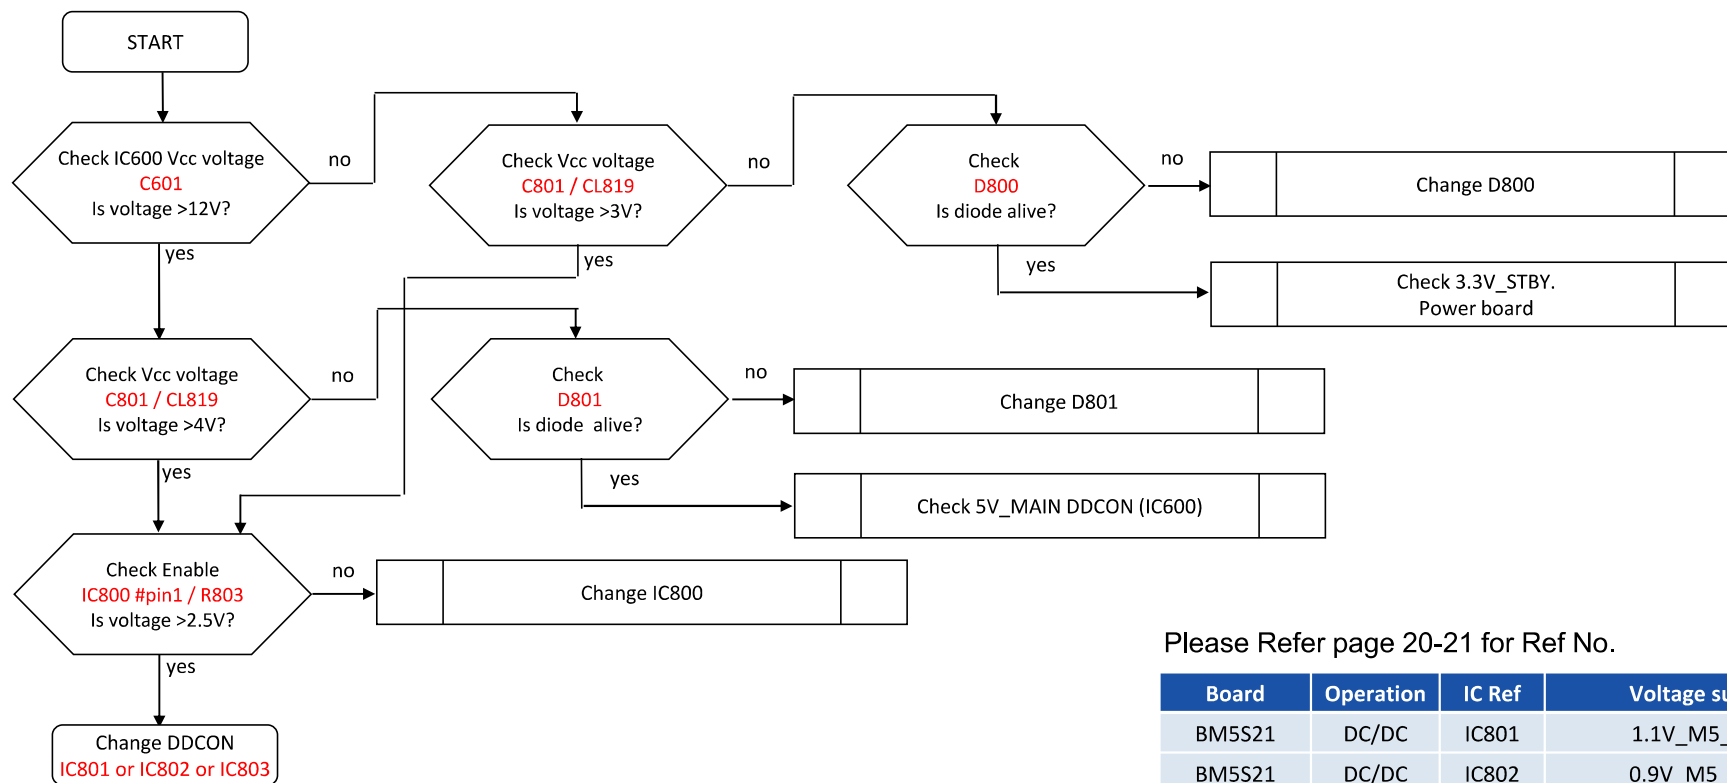 START
Check IC600 Vcc voltage
C601
Is voltage >12V?
no
yes
Check Vcc voltage
C801 / CL819
Is voltage >3V?
no
yes
Check
D800
Is diode alive?
no
yes
Change D800
Check 3.3V_STBY.
Power board
Check Vcc voltage
C801 / CL819
Is voltage >4V?
no
yes
Check
D801
Is diode alive?
no
yes
Change D801
Check 5V_MAIN DDCON (IC600)
Check Enable
IC800 #pin1 / R803
Is voltage >2.5V?
no
yes
Change IC800
Change DDCON
IC801 or IC802 or IC803
Please Refer page 20-21 for Ref No.
Board Operation IC Ref Voltage
BM5S21 DC/DC IC801 1.1V_M5_
BM5S21 DC/DC IC802 0.9V_M5